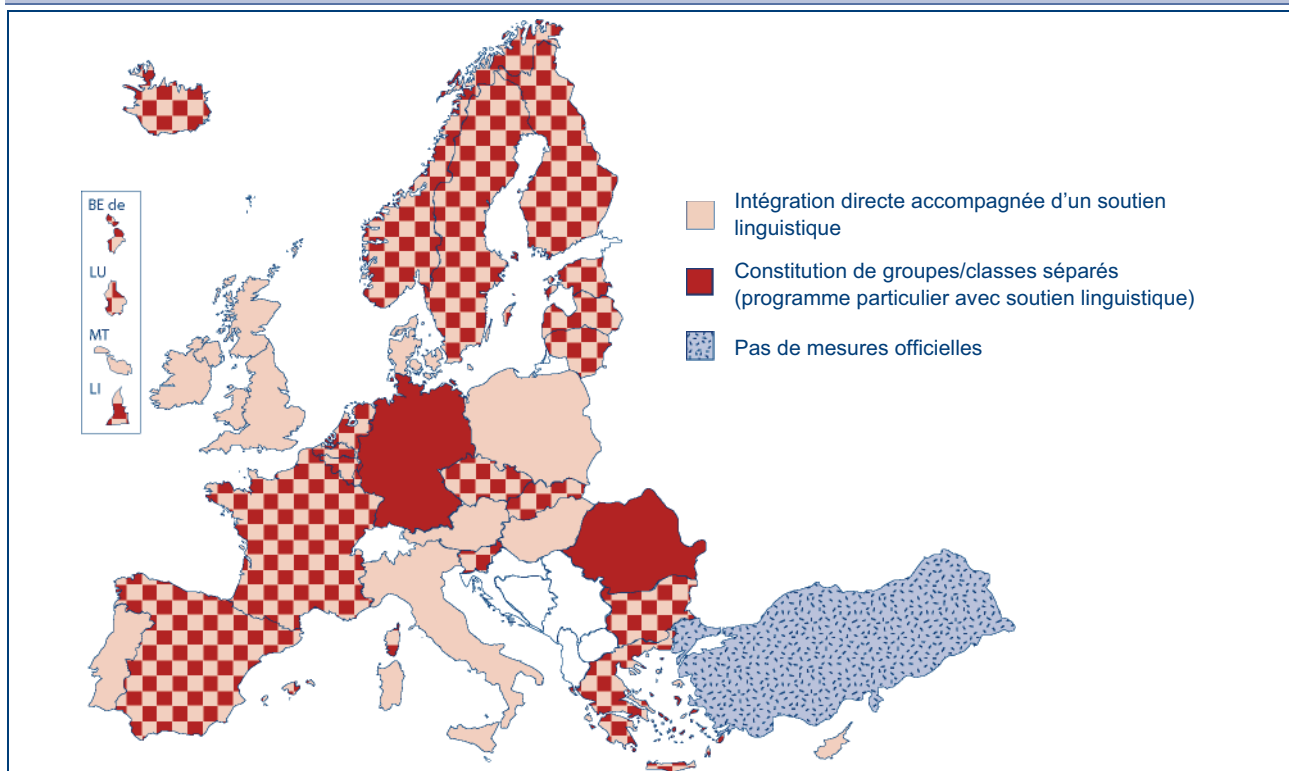 BE de
LU
MT
LI
Intégration directe accompagnée d’un soutien
linguistique
Constitution de groupes/classes séparés
(programme particulier avec soutien linguistique)
Pas de mesures officielles